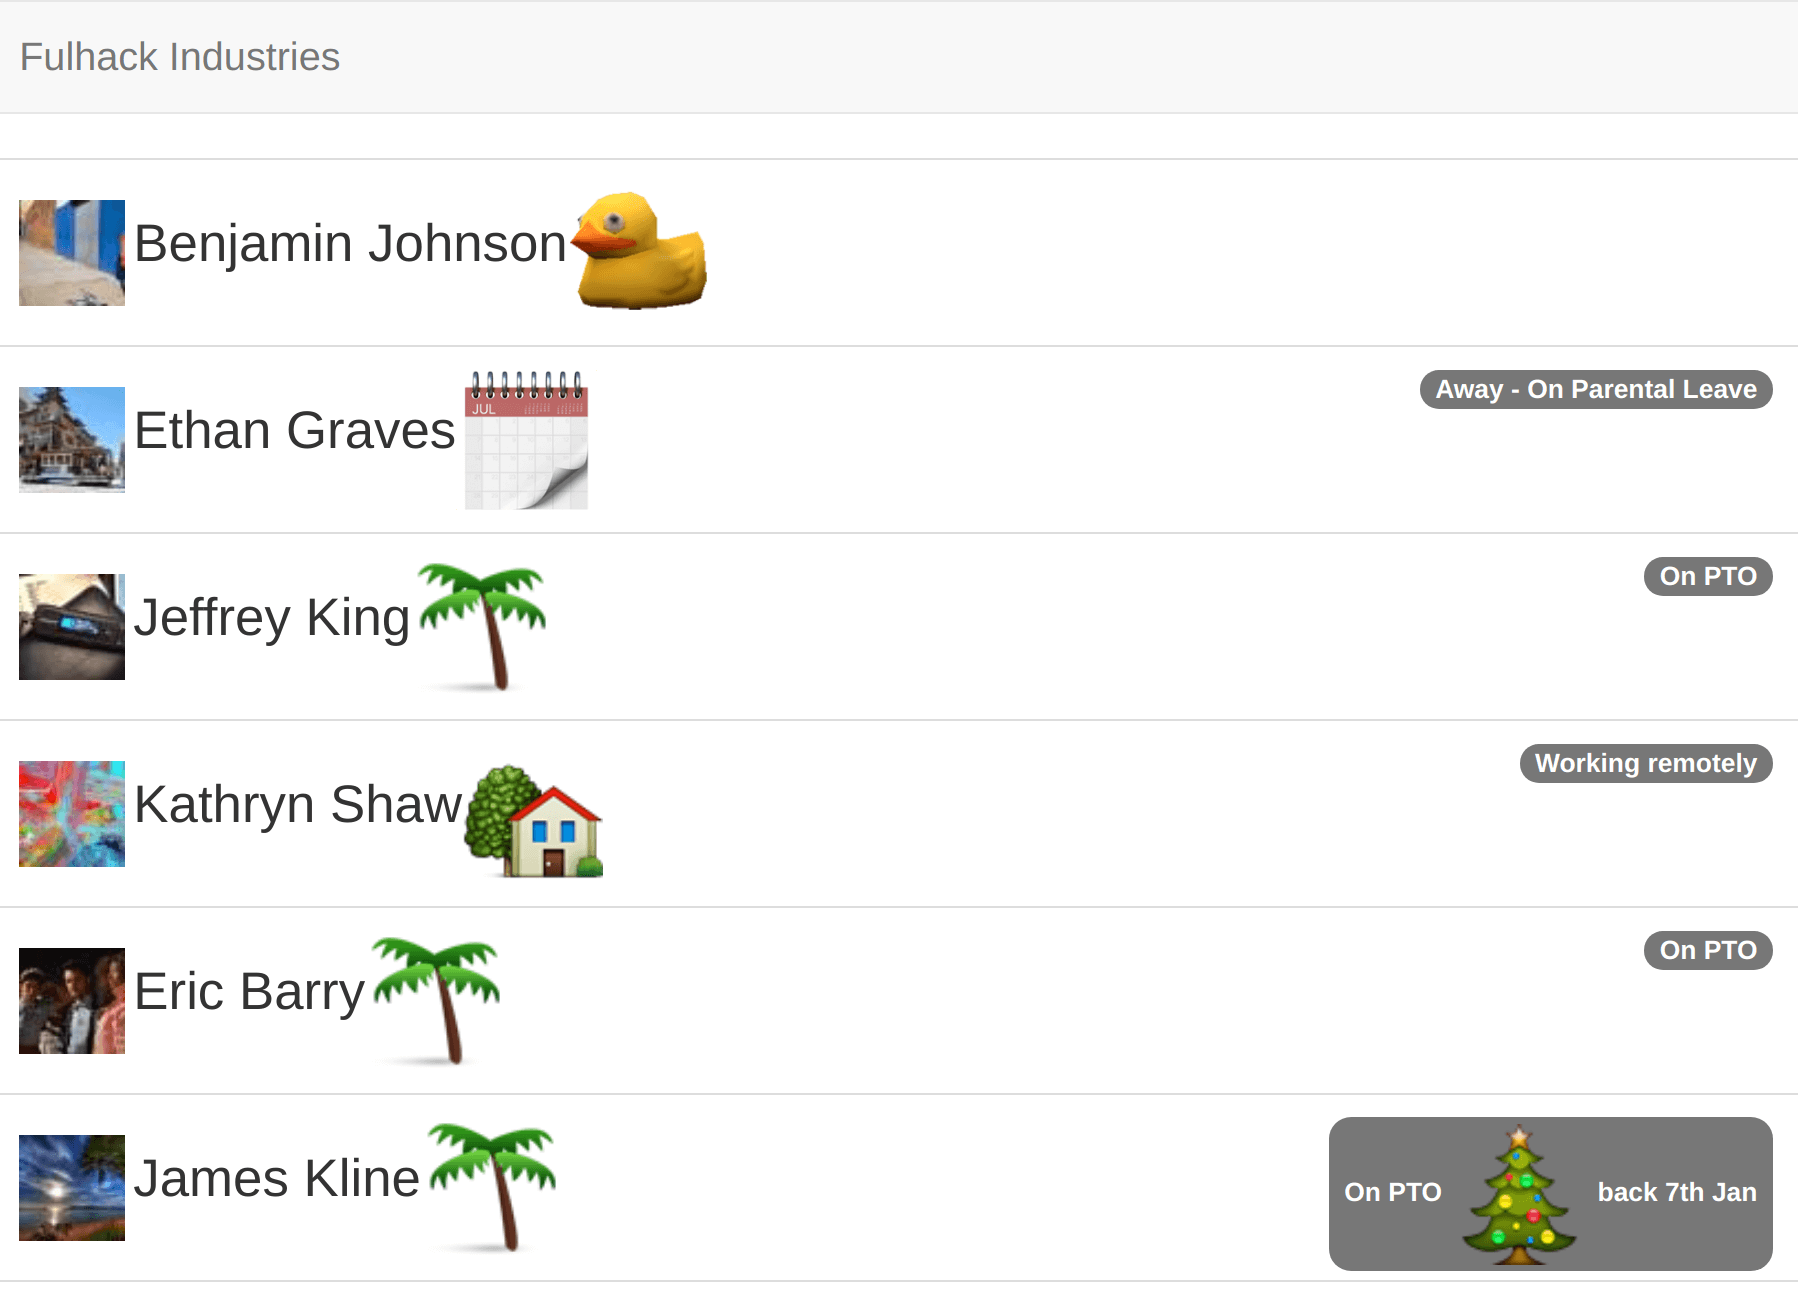 Fulhack Industries
Benjamin Johnson
Ethan Graves
JUL
Away - On Parental Leave
Jeffrey King
On PTO
Kathryn Shaw
Working remotely
Eric Barry
On PTO
James Kline
On PTO back 7th Jan